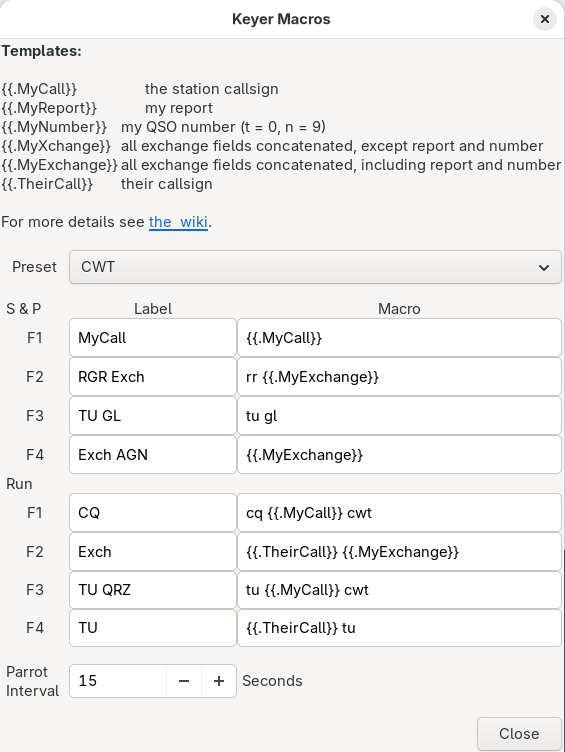 Keyer Macros
Templates:
{{.MyCall}} the station callsign
{{.MyReport}} my report
{{.MyNumber}} my QSO number (t = 0, n = 9)
{{.MyXchange}} all exchange fields concatenated, except report and number
{{.MyExchange}} all exchange fields concatenated, including report and number
{{.TheirCall}} their callsign
For more details see the wiki.
Preset CWT
S & P Label Macro
F1 MyCall {{.MyCall}}
F2 RGR Exch rr {{.MyExchange}}
F3 TU GL tu gl
F4 Exch AGN {{.MyExchange}}
Run
F1 CQ cq {{.MyCall}} cwt
F2 Exch {{.TheirCall}} {{.MyExchange}}
F3 TU QRZ tu {{.MyCall}} cwt
F4 TU {{.TheirCall}} tu
Parrot
Interval 15 − + Seconds
Close